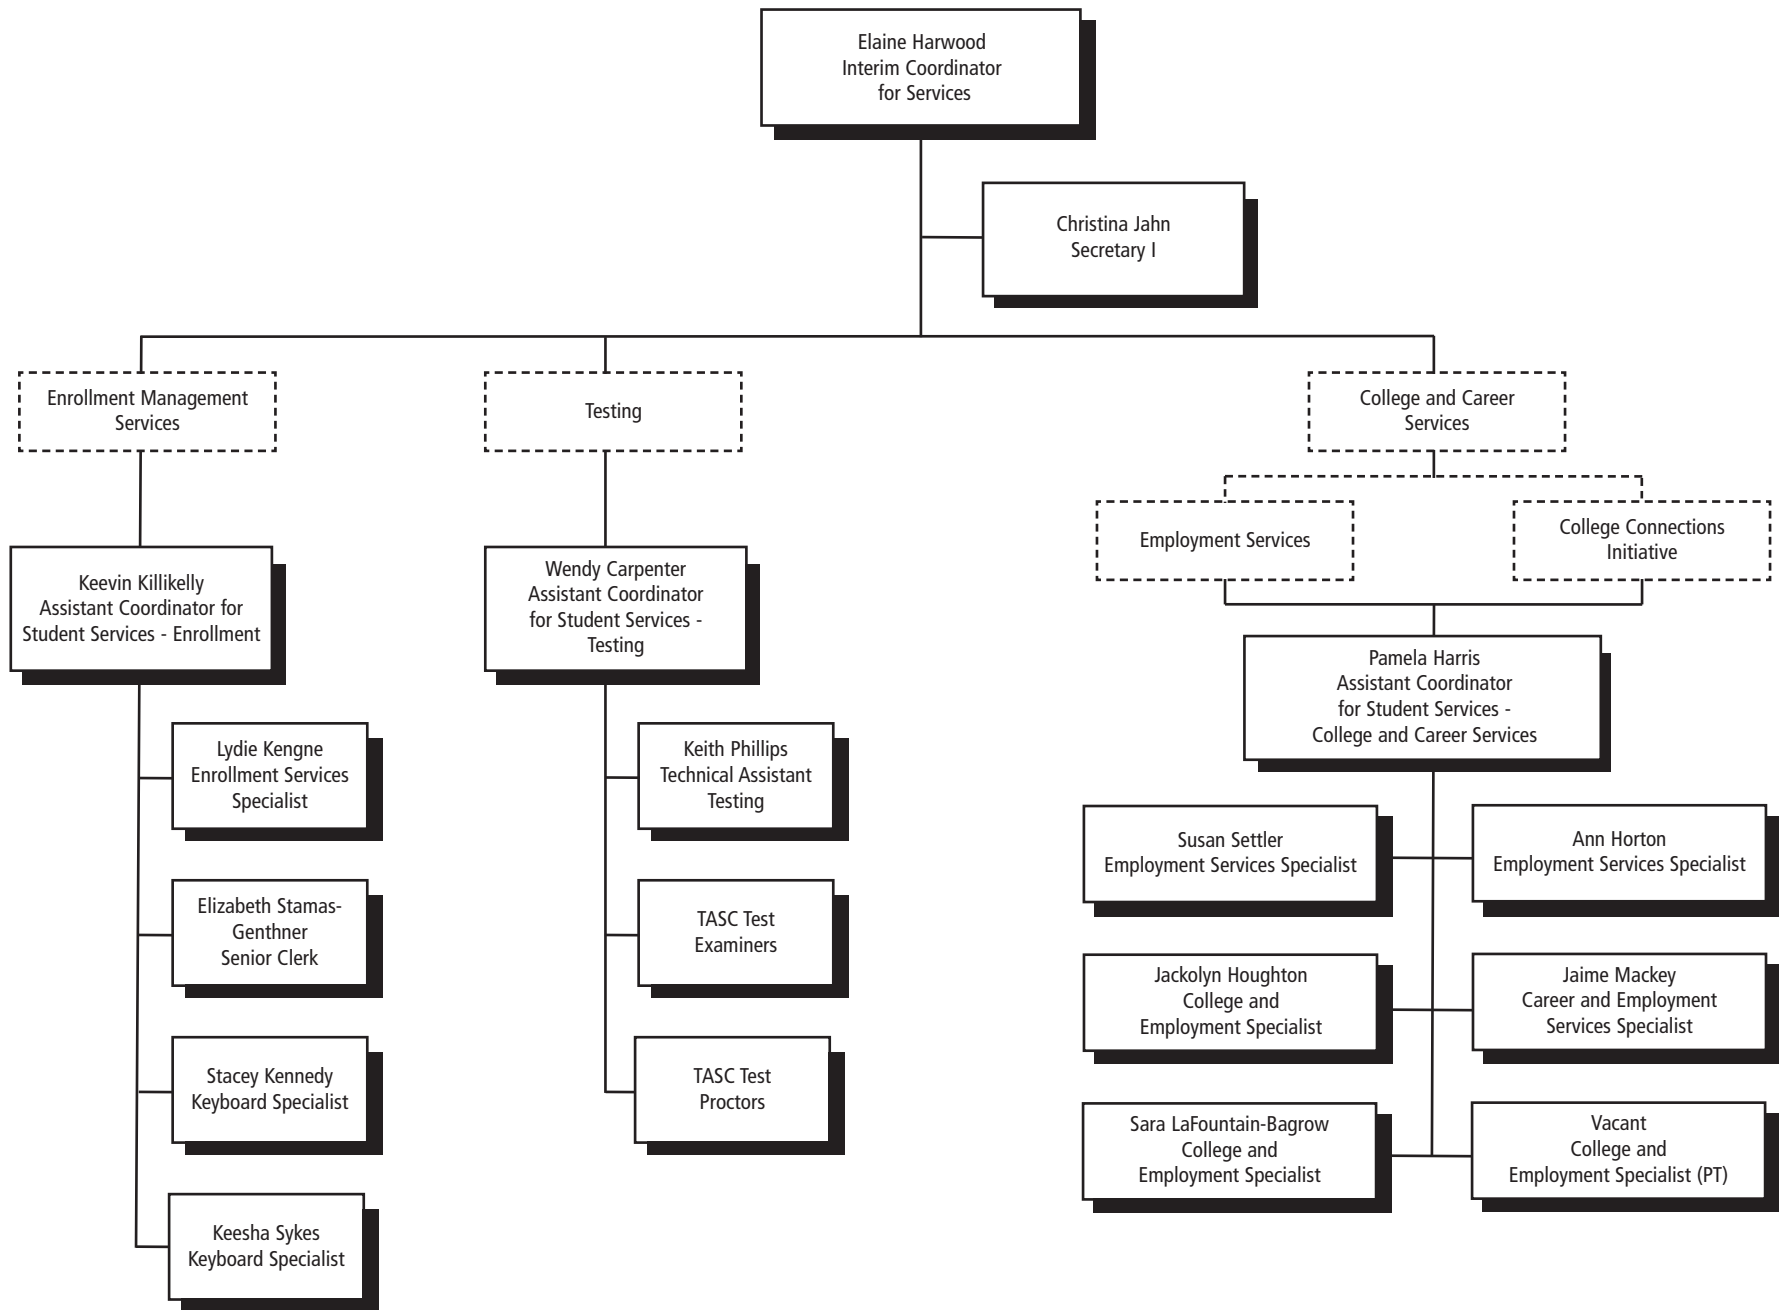 Elaine Harwood
Interim Coordinator
for Services
Christina Jahn
Secretary I
Enrollment Management
Services
Testing
College and Career
Services
Employment Services
College Connections
Initiative
Keevin Killikelly
Assistant Coordinator for
Student Services - Enrollment
Wendy Carpenter
Assistant Coordinator
for Student Services -
Testing
Pamela Harris
Assistant Coordinator
for Student Services -
College and Career Services
Lydie Kengne
Enrollment Services
Specialist
Elizabeth Stamas-
Genthner
Senior Clerk
Stacey Kennedy
Keyboard Specialist
Keesha Sykes
Keyboard Specialist
Keith Phillips
Technical Assistant
Testing
TASC Test
Examiners
TASC Test
Proctors
Susan Settler
Employment Services Specialist
Ann Horton
Employment Services Specialist
Jackolyn Houghton
College and
Employment Specialist
Jaime Mackey
Career and Employment
Services Specialist
Sara LaFountain-Bagrow
College and
Employment Specialist
Vacant
College and
Employment Specialist (PT)